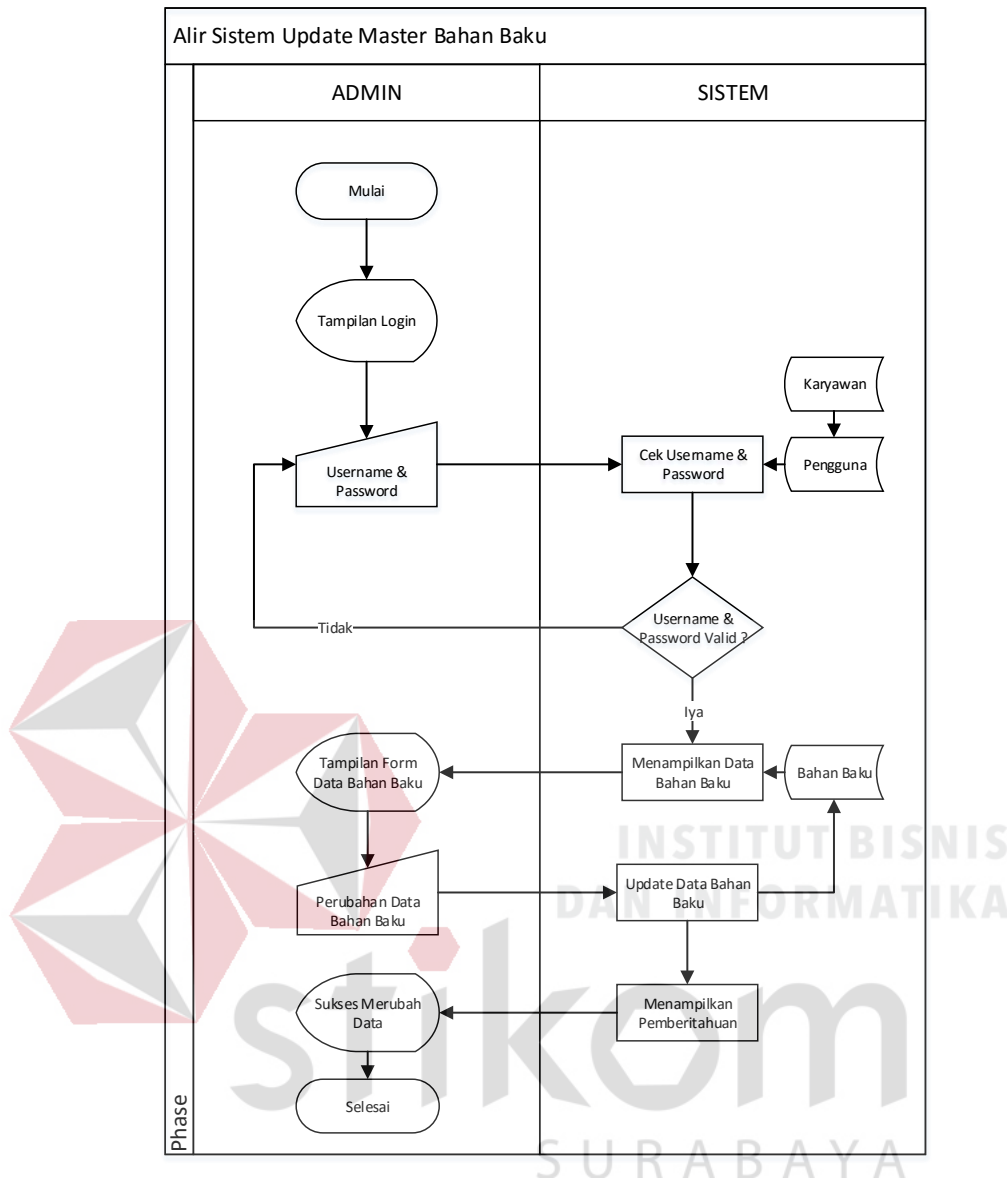 Alir Sistem Update Master Bahan Baku
ADMIN
SISTEM
Mulai
Tampilan Login
Karyawan
Username &
Password
Cek Username &
Password
Pengguna
Username &
Password Valid ?
Tidak
Iya
Tampilan Form
Data Bahan Baku
Menampilkan Data
Bahan Baku
Bahan Baku
INSTITUT BISNIS
DAN INFORMATIKA
Perubahan Data
Bahan Baku
Update Data Bahan
Baku
stikom
Sukses Merubah
Data
Menampilkan
Pemberitahuan
Selesai
Phase
SURABAYA